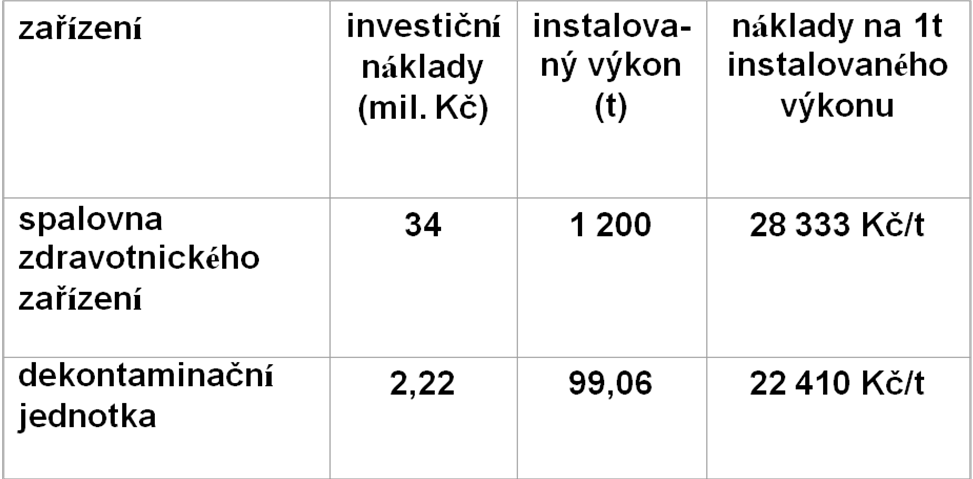 zařízení
investiční
náklady
(mil. Kč)
instalova-
ný výkon
(t)
náklady na 1t
instalovaného
výkonu
spalovna
zdravotnického
zařízení
34
1 200
28 333 Kč/t
dekontaminační
jednotka
2,22
99,06
22 410 Kč/t